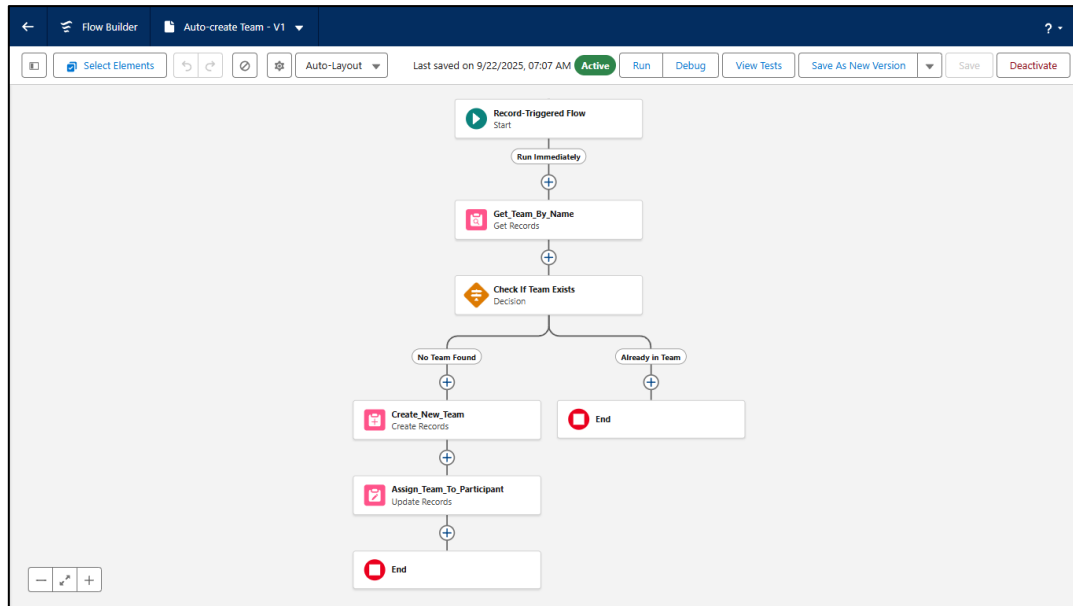 Flow Builder
Auto-create Team - V1
?
Select Elements
Auto-Layout
Last saved on 9/22/2025, 07:07 AM
Active
Run
Debug
View Tests
Save As New Version
Save
Deactivate
Record-Triggered Flow
Start
Run Immediately
Get_Team_By_Name
Get Records
Check If Team Exists
Decision
No Team Found
Already in Team
Create_New_Team
Create Records
End
Assign_Team_To_Participant
Update Records
End